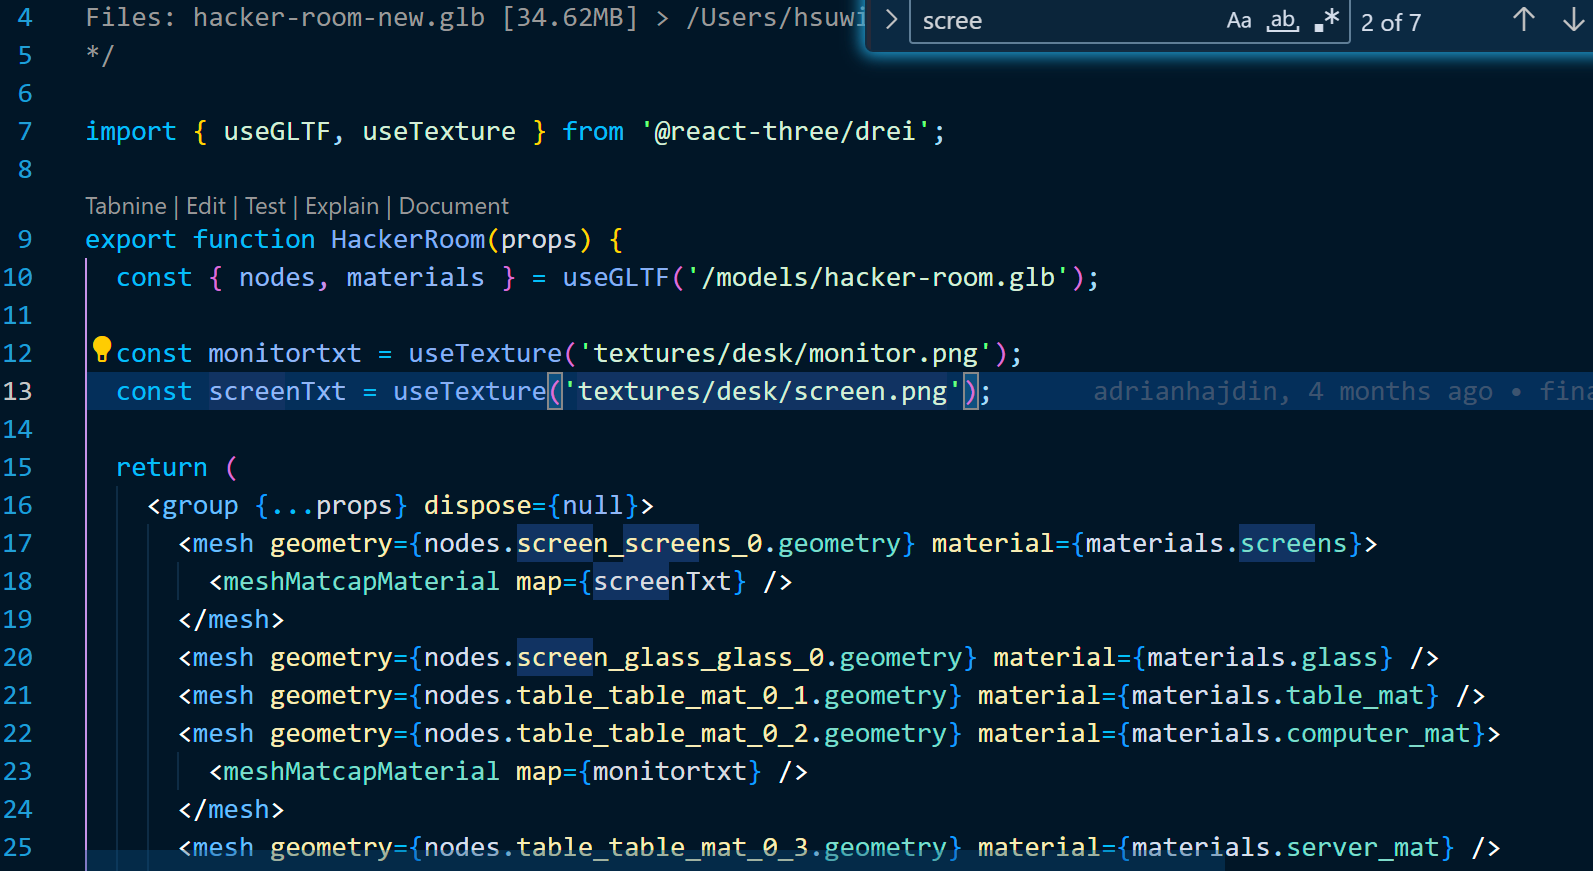 4 Files: hacker-room-new.glb [34.62MB] > /Users/hsuwi
> scree Aa ab .* 2 of 7 ↑ ↓
5 */
6
7 import { useGLTF, useTexture } from '@react-three/drei';
8
Tabnine | Edit | Test | Explain | Document
9 export function HackerRoom(props) {
10 const { nodes, materials } = useGLTF('/models/hacker-room.glb');
11
12 const monitortxt = useTexture('textures/desk/monitor.png');
13 const screenTxt = useTexture('textures/desk/screen.png'); adrianhajdin, 4 months ago • fina
14
15 return (
16 <group {...props} dispose={null}>
17 <mesh geometry={nodes.screen_screens_0.geometry} material={materials.screens}>
18 <meshMatcapMaterial map={screenTxt} />
19 </mesh>
20 <mesh geometry={nodes.screen_glass_glass_0.geometry} material={materials.glass} />
21 <mesh geometry={nodes.table_table_mat_0_1.geometry} material={materials.table_mat} />
22 <mesh geometry={nodes.table_table_mat_0_2.geometry} material={materials.computer_mat}>
23 <meshMatcapMaterial map={monitortxt} />
24 </mesh>
25 <mesh geometry={nodes.table_table_mat_0_3.geometry} material={materials.server_mat} />